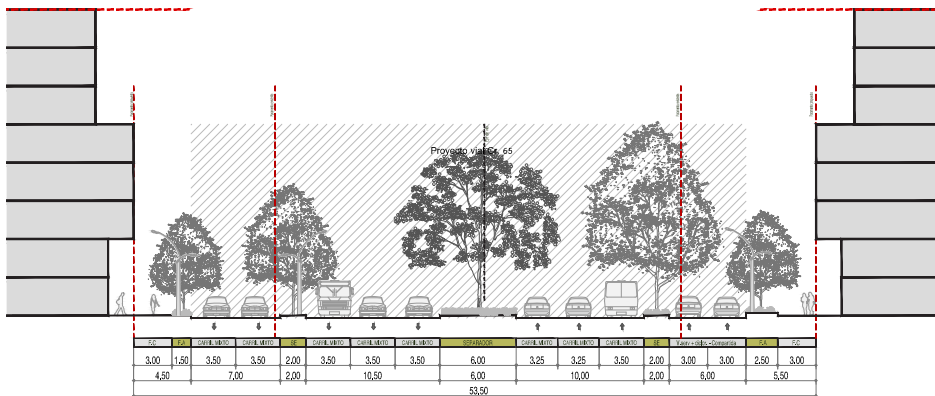 Proyecto vial Cr. 65
F.C F.A CARRIL MIXTO CARRIL MIXTO SE CARRIL MIXTO CARRIL MIXTO CARRIL MIXTO SEPARADOR CARRIL MIXTO CARRIL MIXTO CARRIL MIXTO SE - Compartida F.A F.C
3.00 1.50 3.50 3.50 2.00 3.50 3.50 3.50 6.00 3.25 3.25 3.50 2.00 3.00 3.00 2.50 3.00
4,50 7,00 2,00 10,50 6,00 10,00 2,00 6,00 5,50
53,50